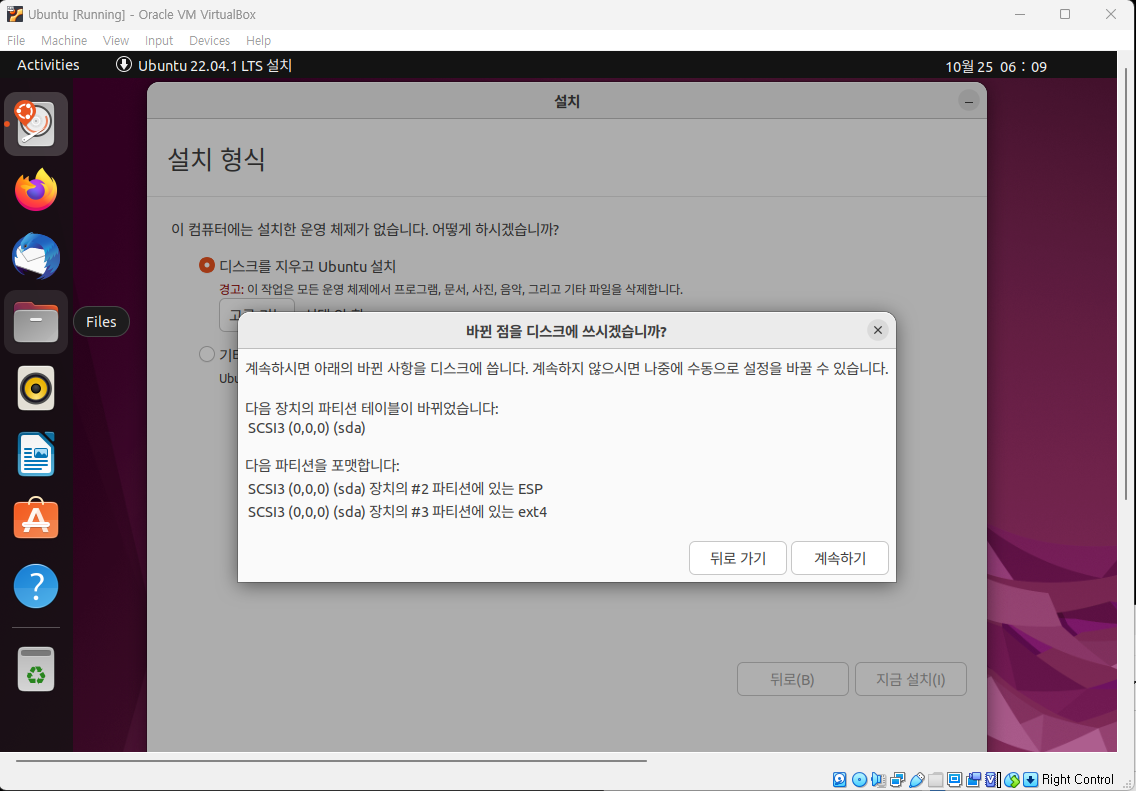 Ubuntu [Running] - Oracle VM VirtualBox
File Machine View Input Devices Help
Activities
Ubuntu 22.04.1 LTS 설치
10월 25 06 : 09
설치
설치 형식
이 컴퓨터에는 설치한 운영 체제가 없습니다. 어떻게 하시겠습니까?
디스크를 지우고 Ubuntu 설치
경고: 이 작업은 모든 운영 체제에서 프로그램, 문서, 사진, 음악, 그리고 기타 파일을 삭제합니다.
Files
기타
Ubu
바뀐 점을 디스크에 쓰시겠습니까?
계속하시면 아래의 바뀐 사항을 디스크에 씁니다. 계속하지 않으시면 나중에 수동으로 설정을 바꿀 수 있습니다.
다음 장치의 파티션 테이블이 바뀌었습니다:
SCSI3 (0,0,0) (sda)
다음 파티션을 포맷합니다:
SCSI3 (0,0,0) (sda) 장치의 #2 파티션에 있는 ESP
SCSI3 (0,0,0) (sda) 장치의 #3 파티션에 있는 ext4
뒤로 가기
계속하기
뒤로(B)
지금 설치(I)
Right Control